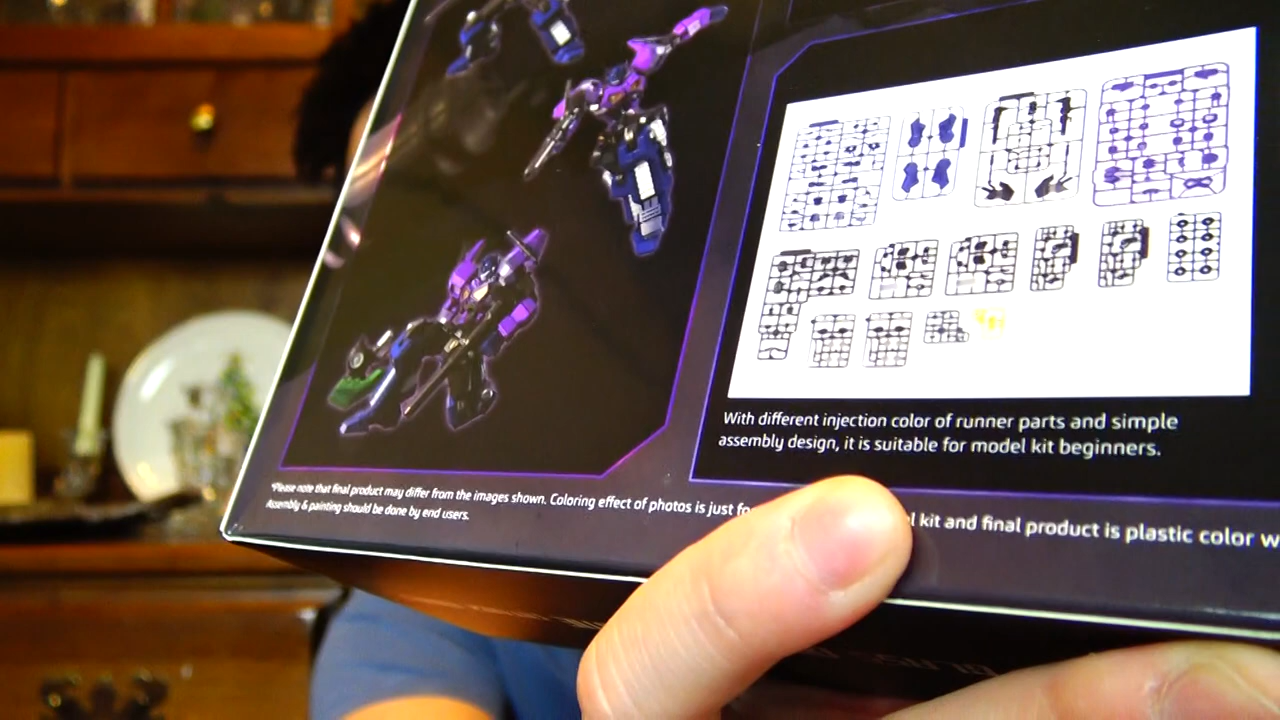 With different injection color of runner parts and simple
assembly design, it is suitable for model kit beginners.
*Please note that final product may differ from the images shown. Coloring effect of photos is just kit and final product is plastic color
Assembly & painting should be done by end users.